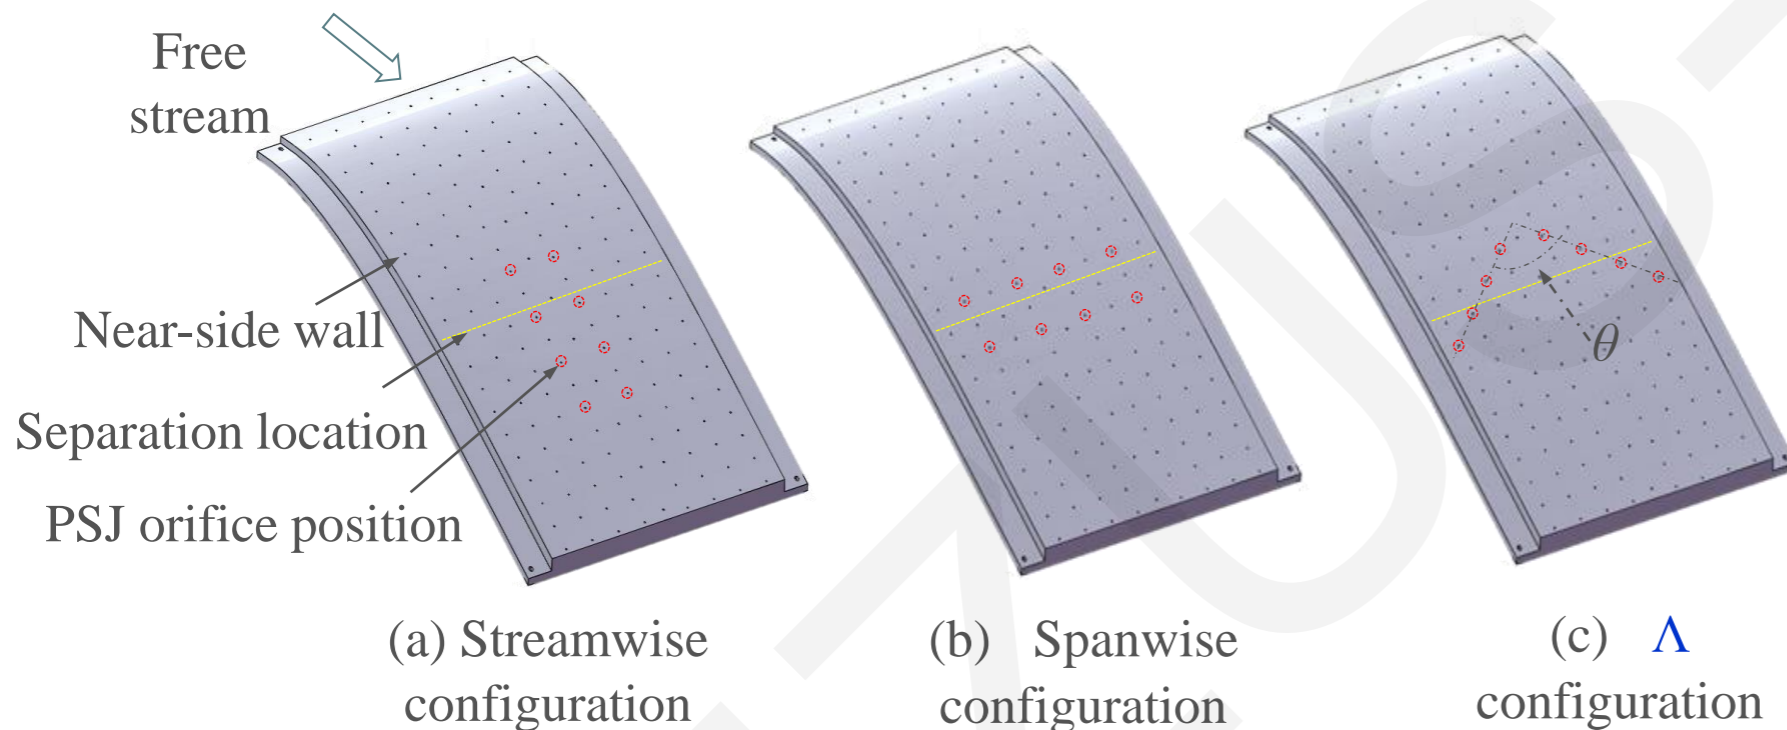 Free
stream
Near-side wall
Separation location
PSJ orifice position
θ
(a) Streamwise
configuration
(b) Spanwise
configuration
(c) Λ
configuration